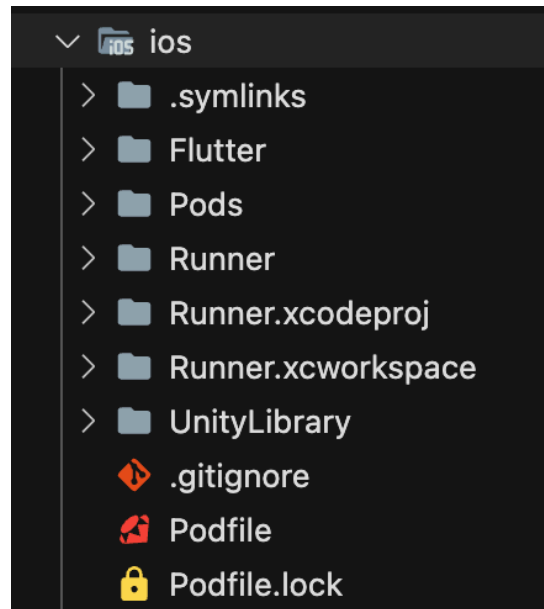 ios
.symlinks
Flutter
Pods
Runner
Runner.xcodeproj
Runner.xcworkspace
UnityLibrary
.gitignore
Podfile
Podfile.lock